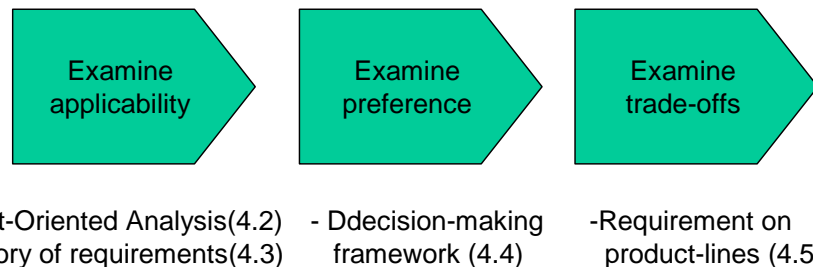 Examine
applicability
Examine
preference
Examine
trade-offs
t-Oriented Analysis(4.2)
ory of requirements(4.3)
- Ddecision-making
framework (4.4)
-Requirement on
product-lines (4.5